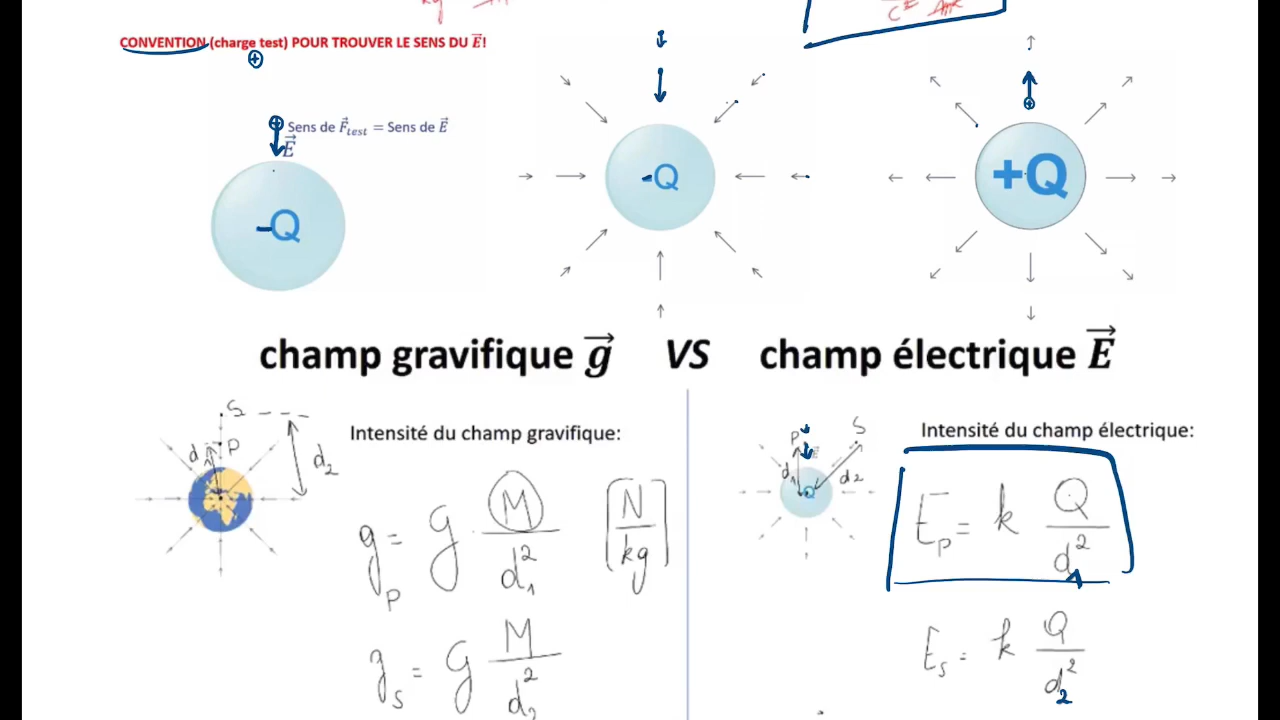 CONVENTION (charge test) POUR TROUVER LE SENS DU E⃗!
+
+ Sens de F⃗test = Sens de E⃗
E⃗
-Q
-Q
+
+Q
champ gravifique g⃗ VS champ électrique E⃗
S
P
d1
d2
Intensité du champ gravifique:
gP = G · M/d1² [N/kg]
gS = G M/d2²
P
S
E⃗
d1
d2
Q
Intensité du champ électrique:
EP = k Q/d1²
Es = k Q/d2²